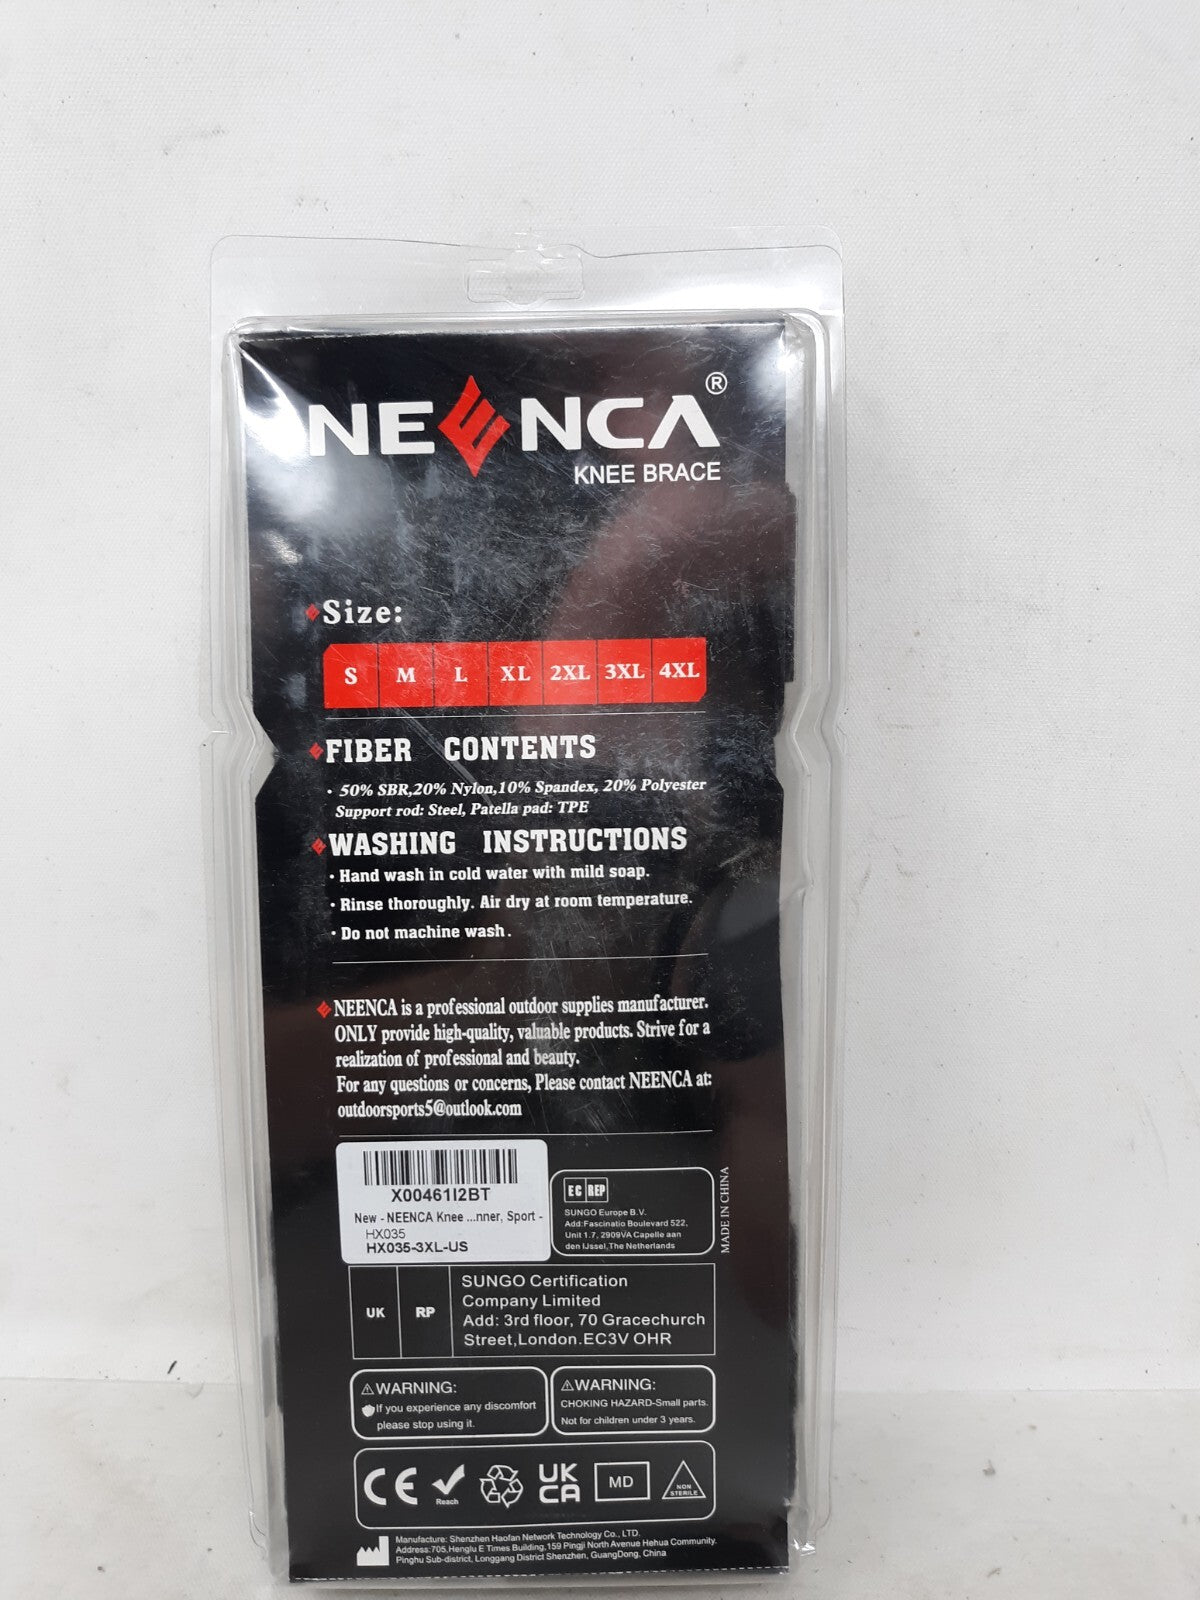 NEENCA®
KNEE BRACE
Size:
S M L XL 2XL 3XL 4XL
FIBER CONTENTS
• 50% SBR,20% Nylon,10% Spandex, 20% Polyester
Support rod: Steel, Patella pad: TPE
WASHING INSTRUCTIONS
• Hand wash in cold water with mild soap.
• Rinse thoroughly. Air dry at room temperature.
• Do not machine wash.
NEENCA is a professional outdoor supplies manufacturer.
ONLY provide high-quality, valuable products. Strive for a
realization of professional and beauty.
For any questions or concerns, Please contact NEENCA at:
outdoorsports5@outlook.com
X00461I2BT
New - NEENCA Knee ...nner, Sport -
HX035
HX035-3XL-US
EC REP
SUNGO Europe B.V.
Add:Fascinatio Boulevard 522,
Unit 1.7, 2909VA Capelle aan
den IJssel,The Netherlands
MADE IN CHINA
UK RP
SUNGO Certification
Company Limited
Add: 3rd floor, 70 Gracechurch
Street,London.EC3V OHR
⚠WARNING:
If you experience any discomfort
please stop using it.
⚠WARNING:
CHOKING HAZARD-Small parts.
Not for children under 3 years.
CE
Reach
UK
CA
MD
NON
STERILE
Manufacture: Shenzhen Haofan Network Technology Co., LTD.
Address:705,Henglu E Times Building,159 Pingji North Avenue Hehua Community.
Pinghu Sub-district, Longgang District Shenzhen, GuangDong, China